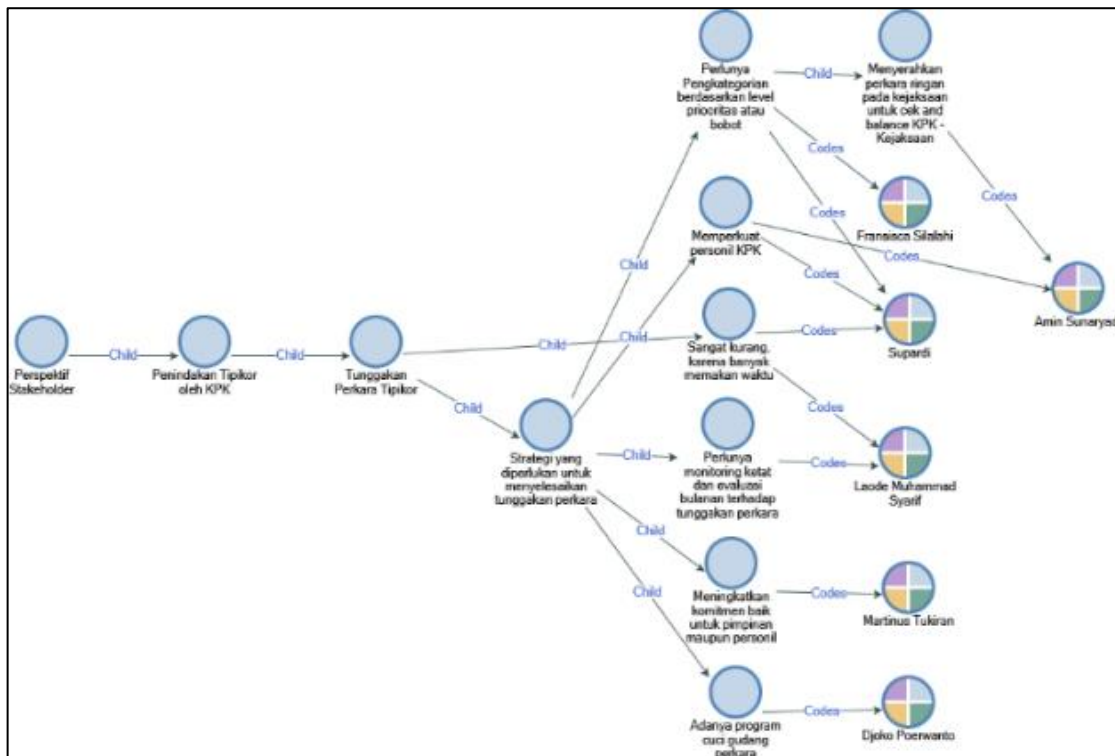 Perlunya
Pengkategorian
berdasarkan level
prioritas atau
bobot
Child
Menyerahkan
perkara ringan
pada kejaksaan
untuk cek and
balance KPK -
Kejaksaan
Codes
Fransisca Silalahi
Codes
Codes
Amin Sunaryadi
Child
Memperkuat
personil KPK
Codes
Codes
Supardi
Perspektif
Stakeholder
Child
Penindakan Tipikor
oleh KPK
Child
Tunggakan
Perkara Tipikor
Child
Child
Sangat kurang,
karena banyak
memakan waktu
Codes
Codes
Child
Strategi yang
diperlukan untuk
menyelesaikan
tunggakan perkara
Child
Perlunya
monitoring ketat
dan evaluasi
bulanan terhadap
tunggakan perkara
Codes
Laode Muhammad
Syarif
Child
Meningkatkan
komitmen baik
untuk pimpinan
maupun personil
Codes
Martinus Tukiran
Child
Adanya program
cuci gudang
perkara
Codes
Djoko Poerwanto